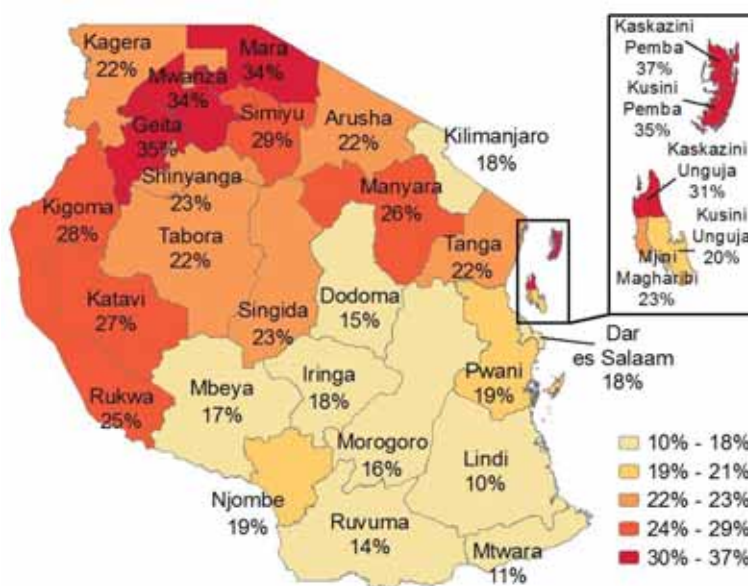 Kagera
22%
Mara
34%
Mwanza
34%
Geita
35%
Simiyu
29%
Arusha
22%
Kilimanjaro
18%
Shinyanga
23%
Kigoma
28%
Tabora
22%
Manyara
26%
Tanga
22%
Katavi
27%
Singida
23%
Dodoma
15%
Rukwa
25%
Mbeya
17%
Iringa
18%
Morogoro
16%
Pwani
19%
Dar
es Salaam
18%
Lindi
10%
Njombe
19%
Ruvuma
14%
Mtwara
11%
Kaskazini
Pemba
37%
Kusini
Pemba
35%
Kaskazini
Unguja
31%
Kusini
Unguja
20%
Mjini
Magharibi
23%
10% - 18%
19% - 21%
22% - 23%
24% - 29%
30% - 37%